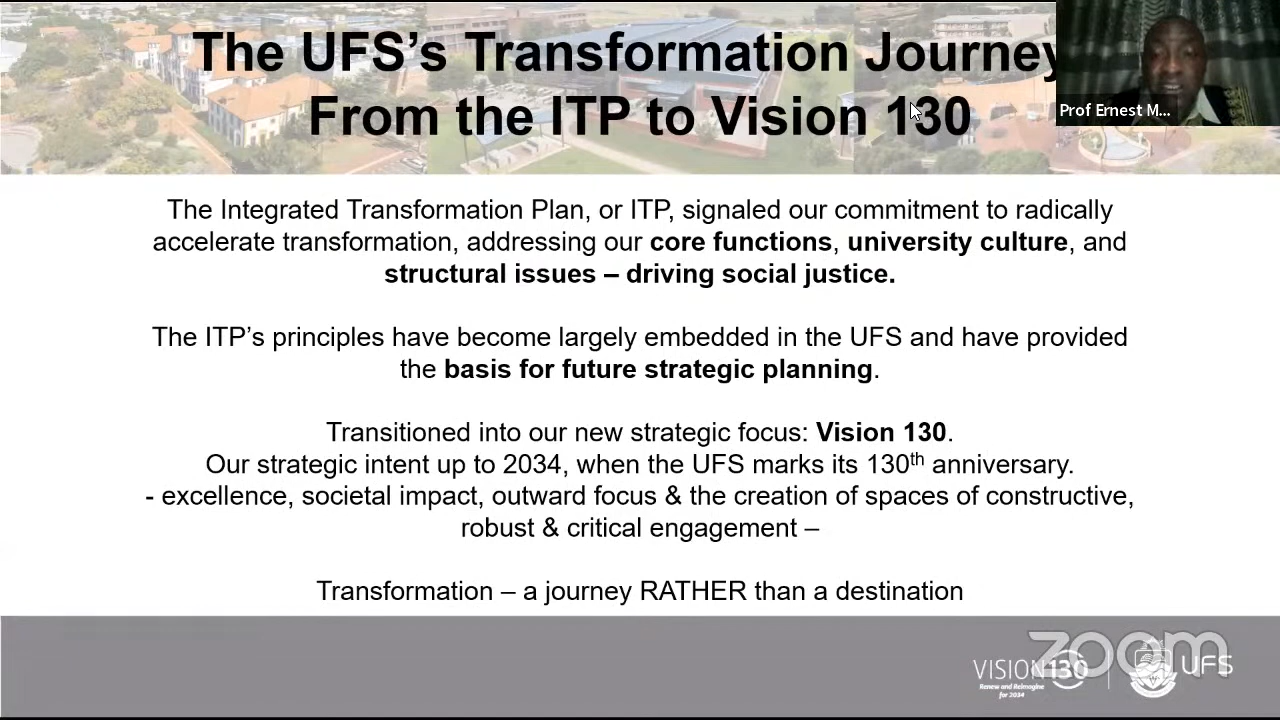 The UFS's Transformation Journey
From the ITP to Vision 130
Prof Ernest M...
The Integrated Transformation Plan, or ITP, signaled our commitment to radically
accelerate transformation, addressing our core functions, university culture, and
structural issues – driving social justice.
The ITP's principles have become largely embedded in the UFS and have provided
the basis for future strategic planning.
Transitioned into our new strategic focus: Vision 130.
Our strategic intent up to 2034, when the UFS marks its 130th anniversary.
- excellence, societal impact, outward focus & the creation of spaces of constructive,
robust & critical engagement –
Transformation – a journey RATHER than a destination
zoom
VISION 130
Renew and Reimagine
for 2034
UFS